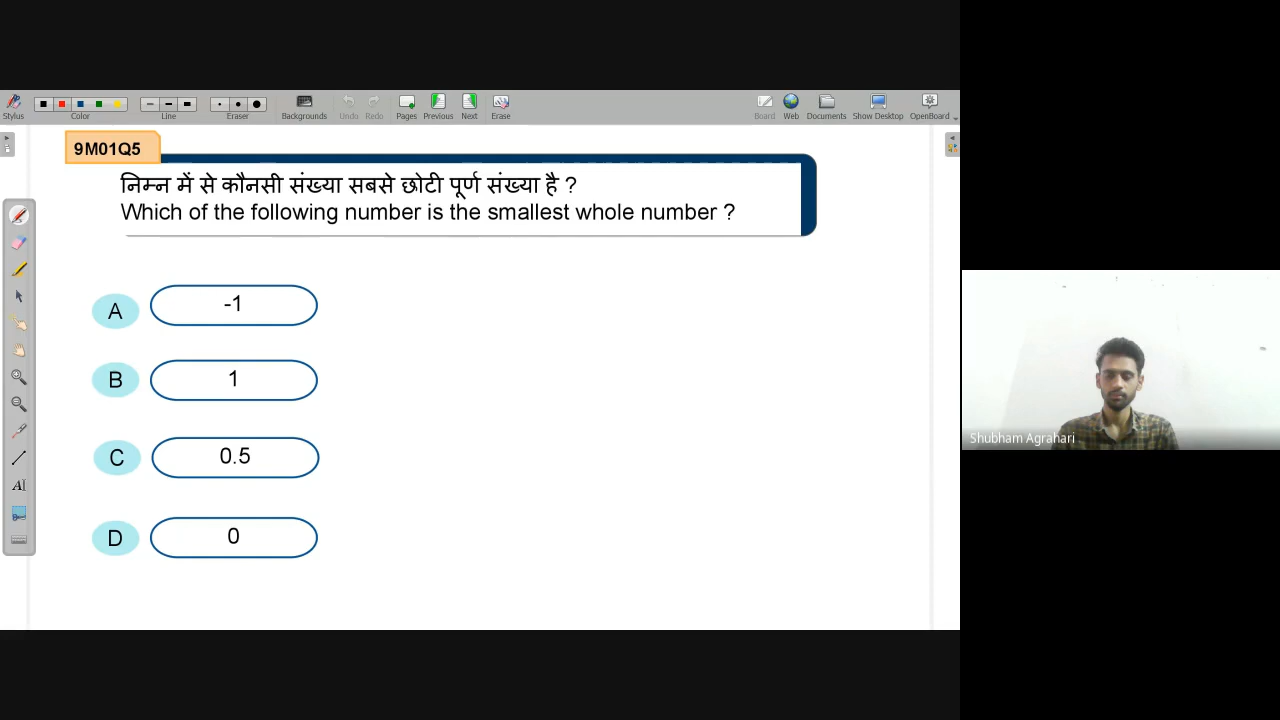 Stylus
Color
Line
Eraser
Backgrounds
Undo
Redo
Pages
Previous
Next
Erase
Board
Web
Documents
Show Desktop
OpenBoard
9M01Q5
निम्न में से कौनसी संख्या सबसे छोटी पूर्ण संख्या है ?
Which of the following number is the smallest whole number ?
A
-1
B
1
C
0.5
D
0
AI
Shubham Agrahari